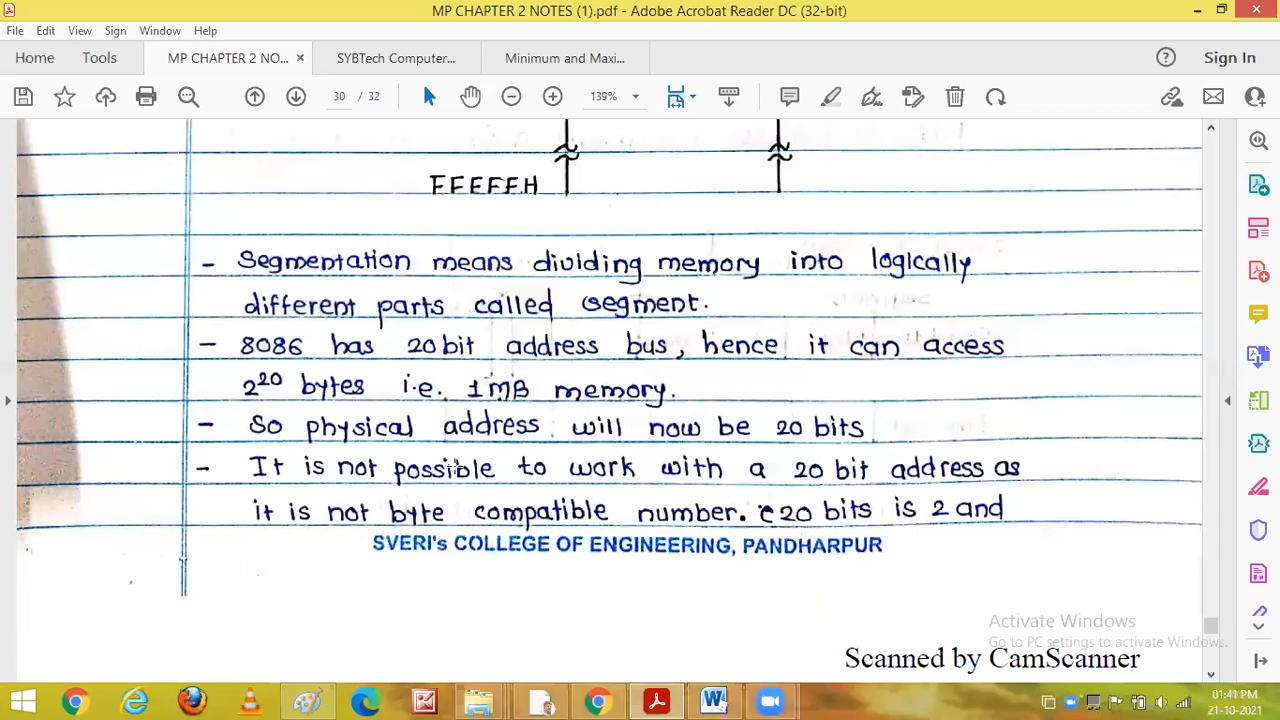 MP CHAPTER 2 NOTES (1).pdf - Adobe Acrobat Reader DC (32-bit)
File Edit View Sign Window Help
Home Tools MP CHAPTER 2 NO... × SYBTech Computer... Minimum and Maxi... Sign In
30 / 32 139%
FFFFFH
- Segmentation means dividing memory into logically
different parts called segment.
- 8086 has 20bit address bus, hence it can access
2²⁰ bytes i.e. 1MB memory.
- So physical address will now be 20 bits
- It is not possible to work with a 20 bit address as
it is not byte compatible number. (20 bits is 2 and
SVERI's COLLEGE OF ENGINEERING, PANDHARPUR
Activate Windows
Go to PC settings to activate Windows.
Scanned by CamScanner
01:41 PM
21-10-2021